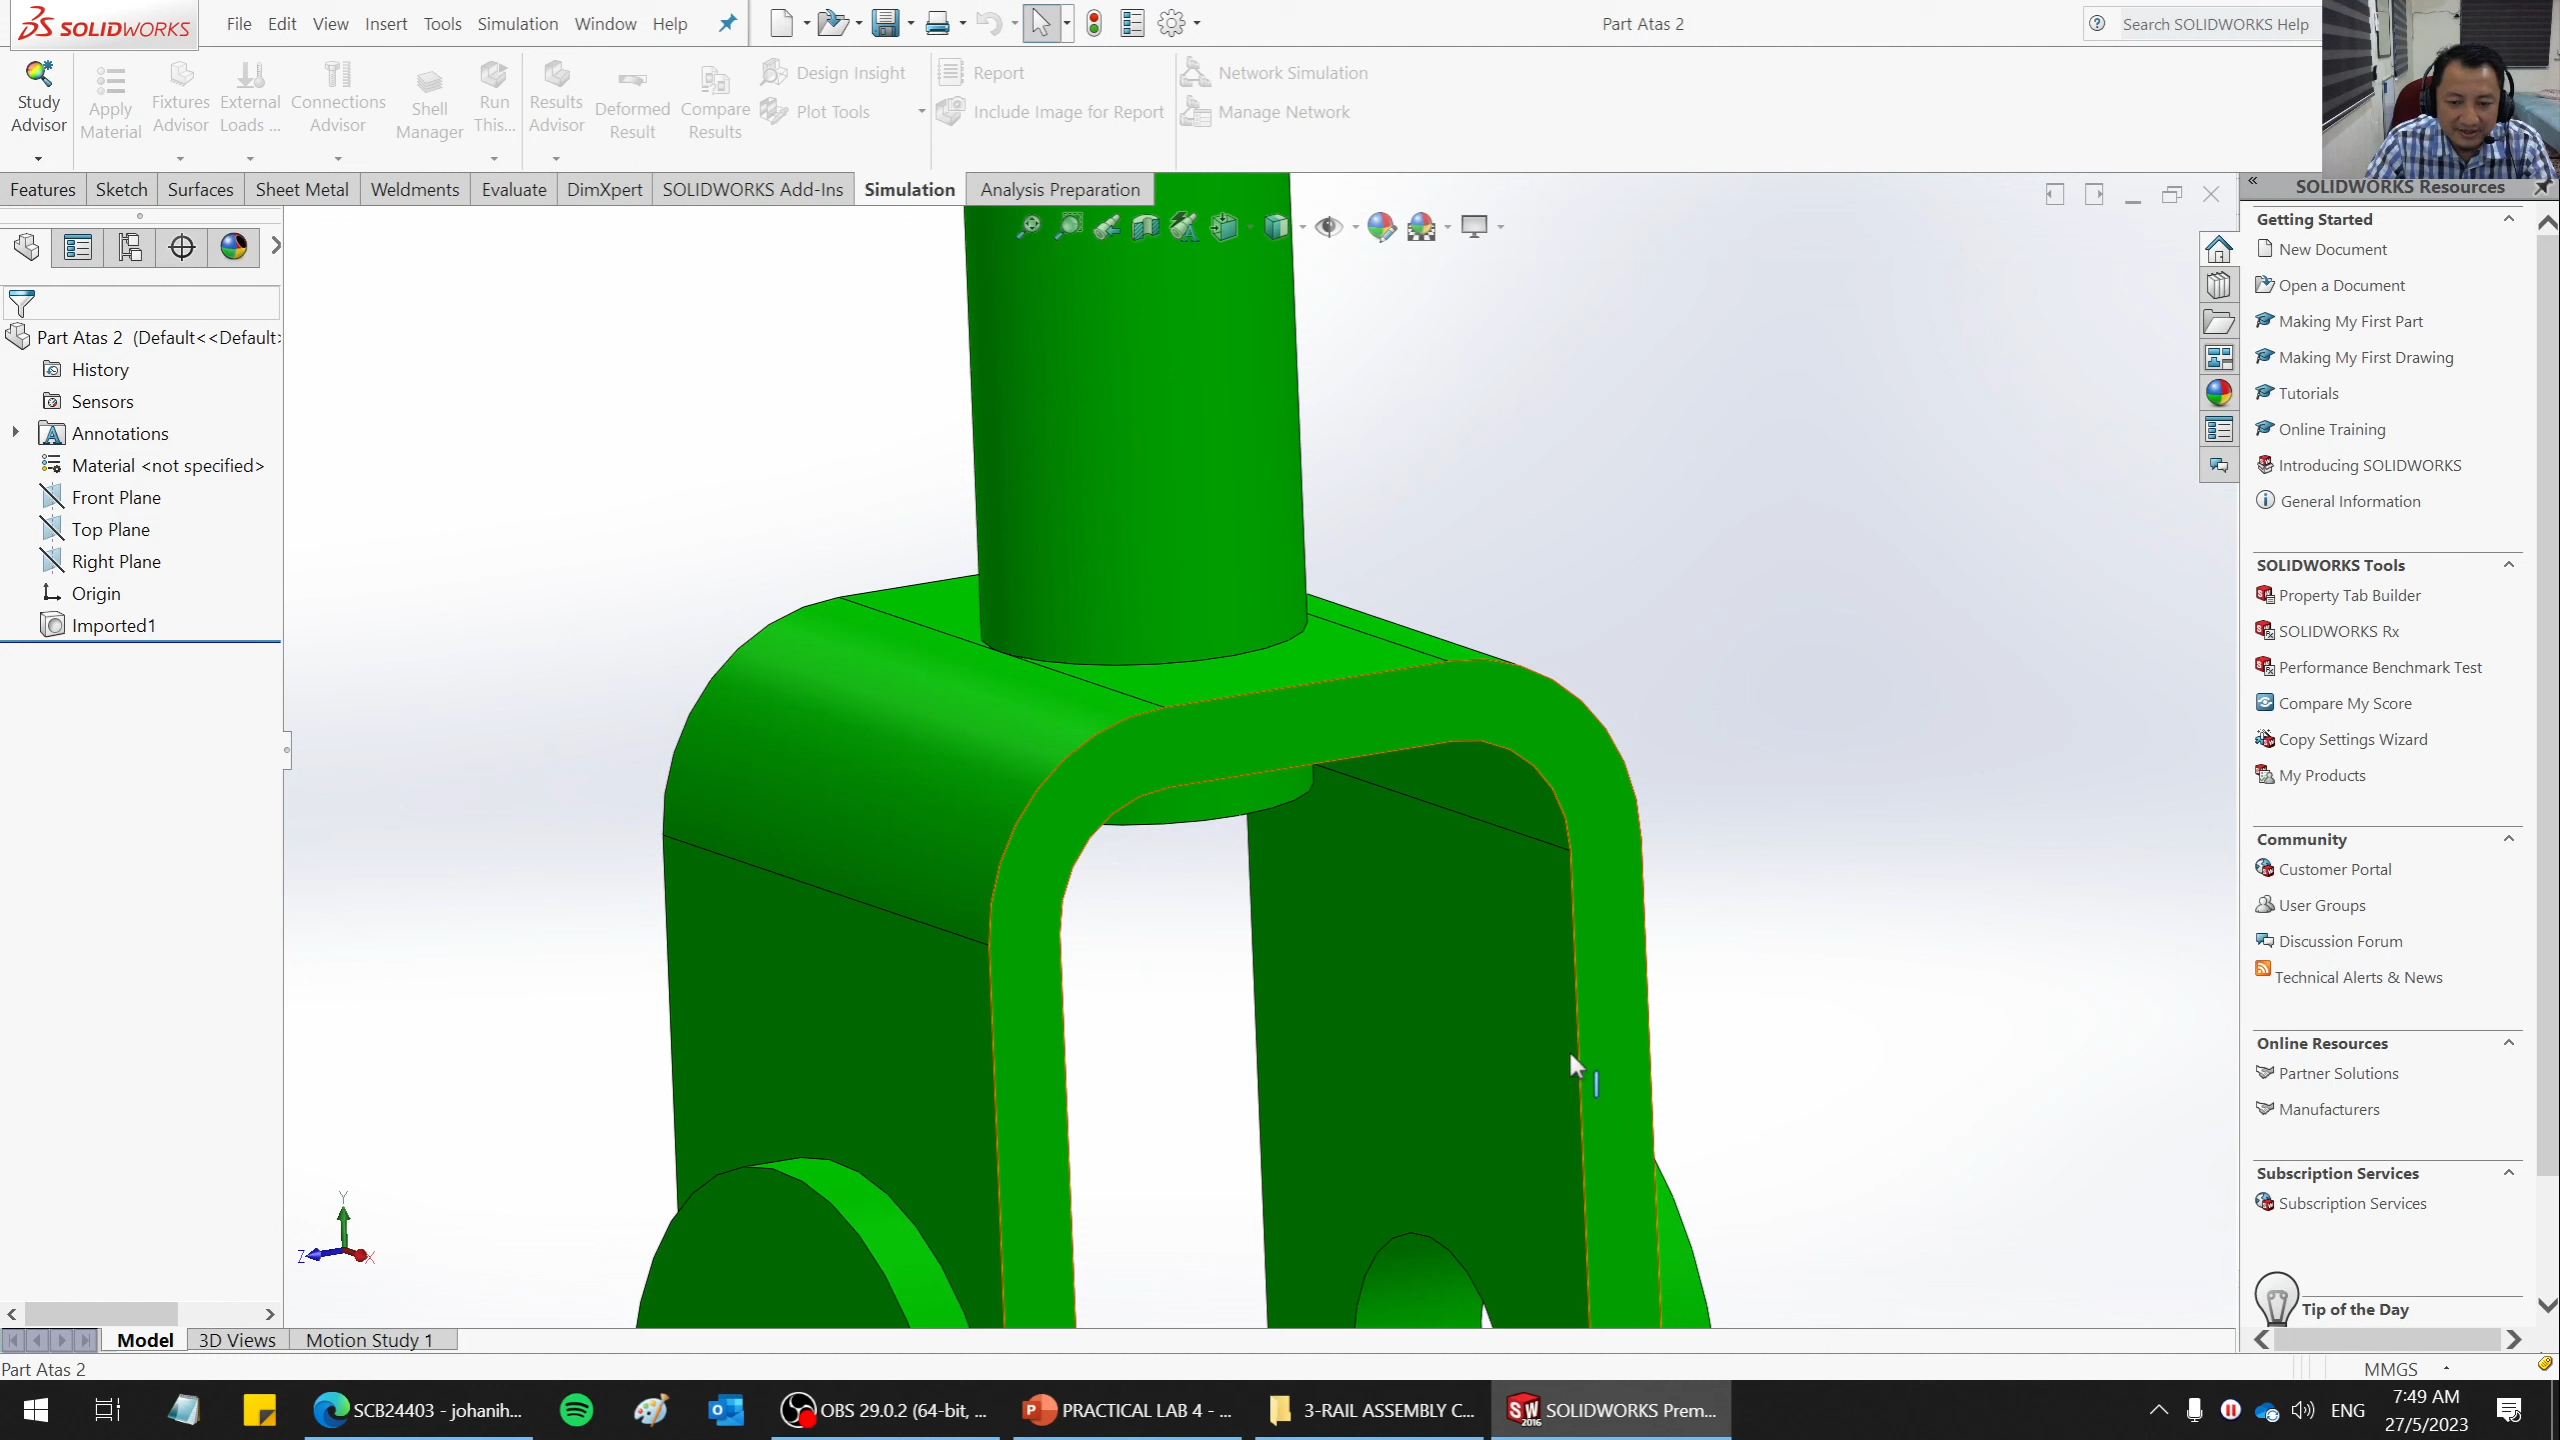 SOLIDWORKS
File Edit View Insert Tools Simulation Window Help
Part Atas 2
Search SOLIDWORKS Help
Study Advisor
Apply Material
Fixtures Advisor
External Loads ...
Connections Advisor
Shell Manager
Run This...
Results Advisor
Deformed Result
Compare Results
Design Insight
Plot Tools
Report
Include Image for Report
Network Simulation
Manage Network
Features Sketch Surfaces Sheet Metal Weldments Evaluate DimXpert SOLIDWORKS Add-Ins Simulation Analysis Preparation
Part Atas 2 (Default<<Default>
History
Sensors
Annotations
Material <not specified>
Front Plane
Top Plane
Right Plane
Origin
Imported1
Y
Z
X
SOLIDWORKS Resources
Getting Started
New Document
Open a Document
Making My First Part
Making My First Drawing
Tutorials
Online Training
Introducing SOLIDWORKS
General Information
SOLIDWORKS Tools
Property Tab Builder
SOLIDWORKS Rx
Performance Benchmark Test
Compare My Score
Copy Settings Wizard
My Products
Community
Customer Portal
User Groups
Discussion Forum
Technical Alerts & News
Online Resources
Partner Solutions
Manufacturers
Subscription Services
Subscription Services
Tip of the Day
Model 3D Views Motion Study 1
Part Atas 2
MMGS
SCB24403 - johanih...
OBS 29.0.2 (64-bit, ...
PRACTICAL LAB 4 - ...
3-RAIL ASSEMBLY C...
SW 2016
SOLIDWORKS Prem...
ENG
7:49 AM
27/5/2023